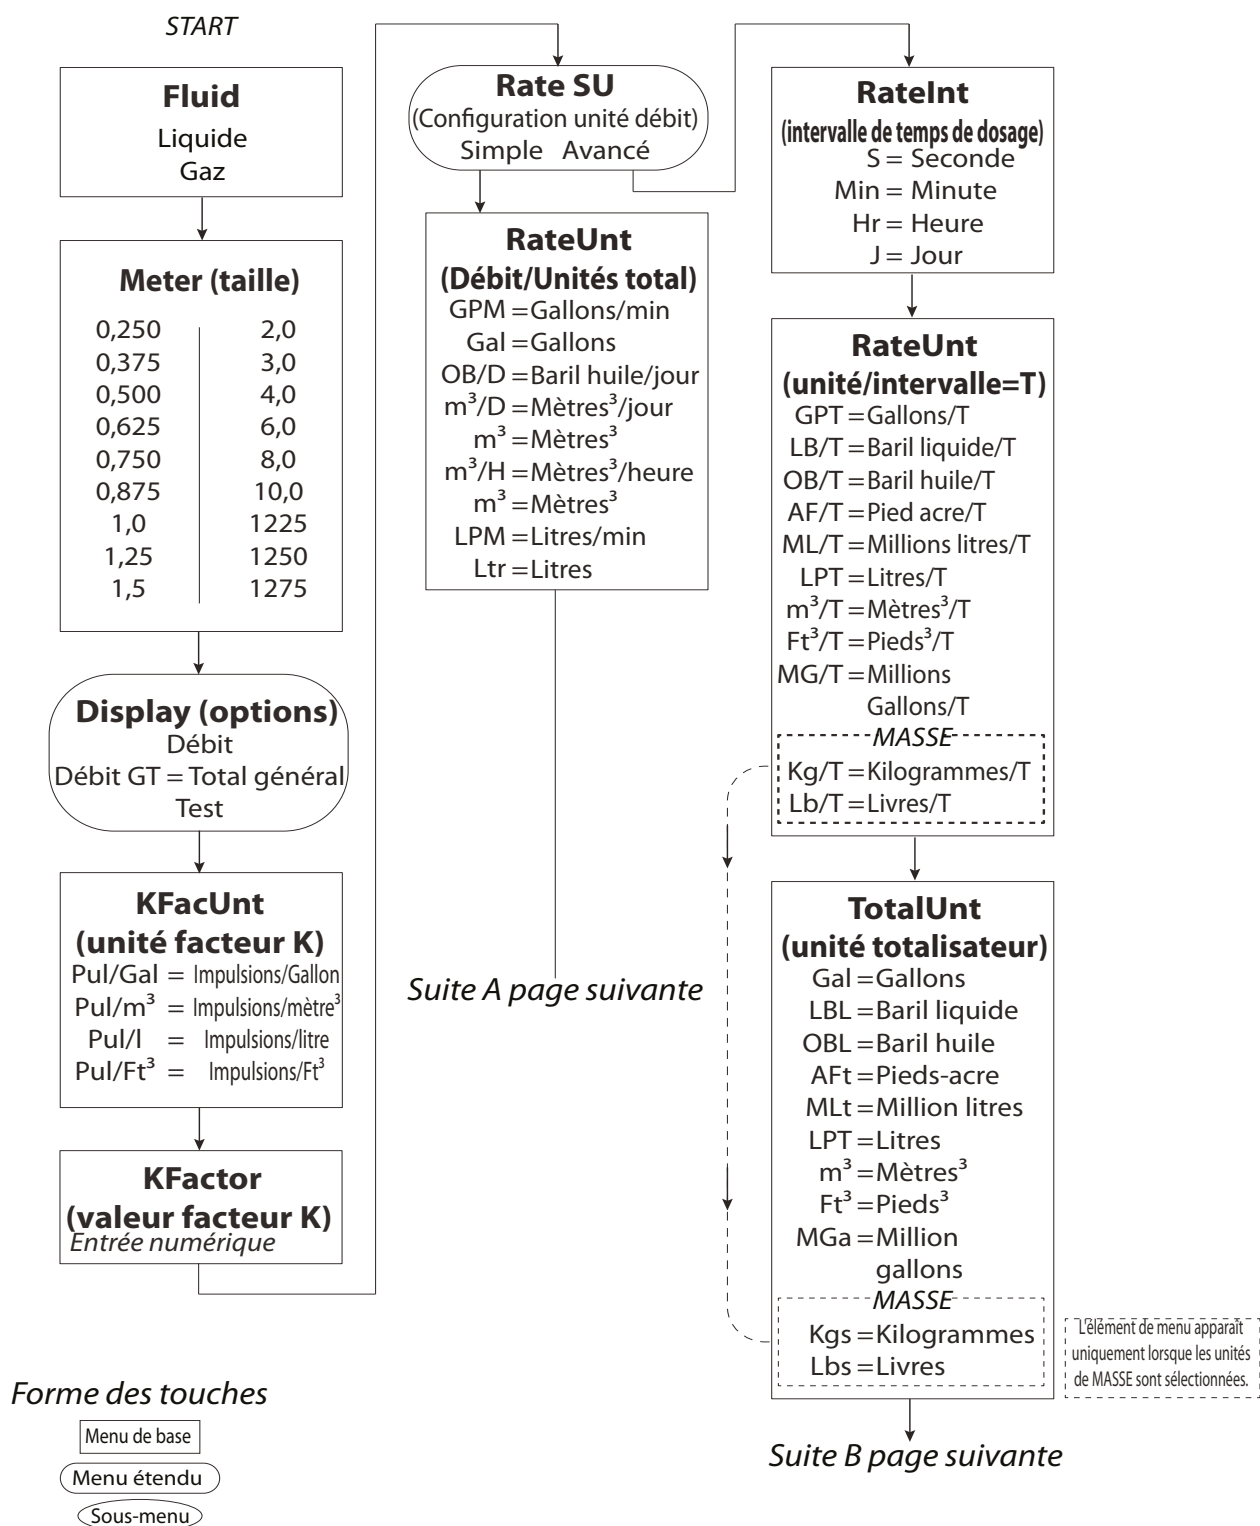 START
Fluid
Liquide
Gaz
Meter (taille)
0,250 2,0
0,375 3,0
0,500 4,0
0,625 6,0
0,750 8,0
0,875 10,0
1,0 1225
1,25 1250
1,5 1275
Display (options)
Débit
Débit GT = Total général
Test
KFacUnt
(unité facteur K)
Pul/Gal = Impulsions/Gallon
Pul/m³ = Impulsions/mètre³
Pul/l = Impulsions/litre
Pul/Ft³ = Impulsions/Ft³
KFactor
(valeur facteur K)
Entrée numérique
Rate SU
(Configuration unité débit)
Simple Avancé
RateUnt
(Débit/Unités total)
GPM = Gallons/min
Gal = Gallons
OB/D = Baril huile/jour
m³/D = Mètres³/jour
m³ = Mètres³
m³/H = Mètres³/heure
m³ = Mètres³
LPM = Litres/min
Ltr = Litres
Suite A page suivante
RateInt
(intervalle de temps de dosage)
S = Seconde
Min = Minute
Hr = Heure
J = Jour
RateUnt
(unité/intervalle=T)
GPT = Gallons/T
LB/T = Baril liquide/T
OB/T = Baril huile/T
AF/T = Pied acre/T
ML/T = Millions litres/T
LPT = Litres/T
m³/T = Mètres³/T
Ft³/T = Pieds³/T
MG/T = Millions
Gallons/T
MASSE
Kg/T = Kilogrammes/T
Lb/T = Livres/T
TotalUnt
(unité totalisateur)
Gal = Gallons
LBL = Baril liquide
OBL = Baril huile
AFt = Pieds-acre
MLt = Million litres
LPT = Litres
m³ = Mètres³
Ft³ = Pieds³
MGa = Million
gallons
MASSE
Kgs = Kilogrammes
Lbs = Livres
L'élément de menu apparaît
uniquement lorsque les unités
de MASSE sont sélectionnées.
Suite B page suivante
Forme des touches
Menu de base
Menu étendu
Sous-menu